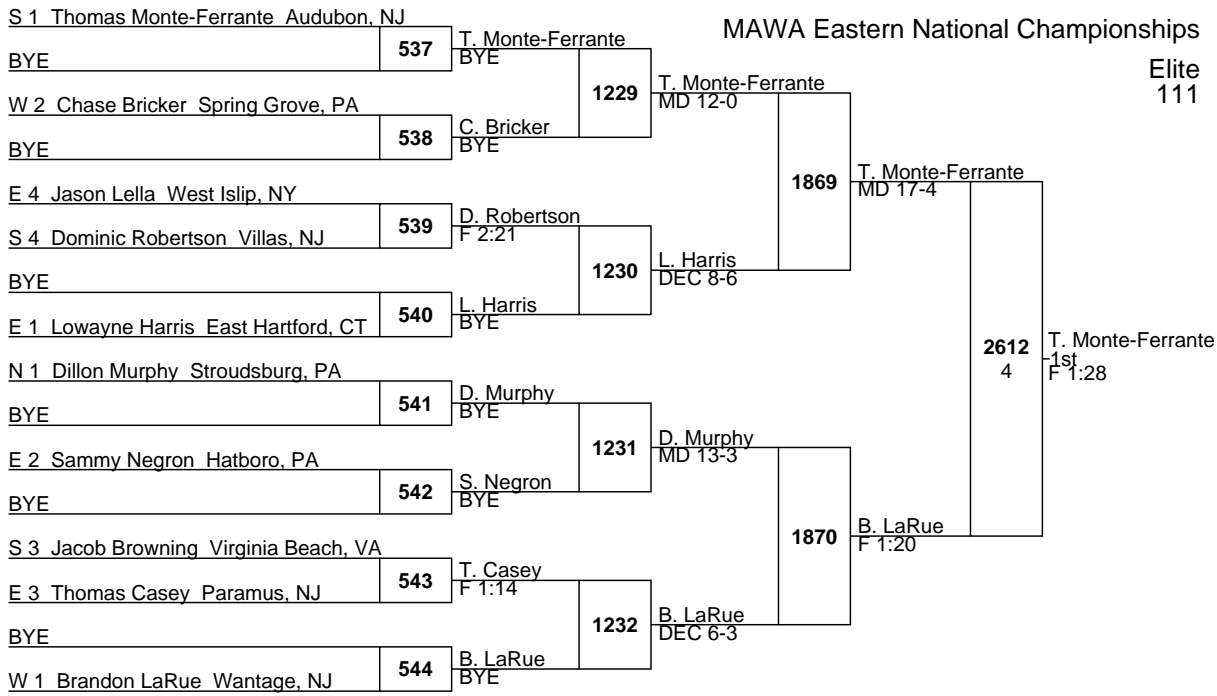 MAWA Eastern National Championships
Elite
111
S 1 Thomas Monte-Ferrante Audubon, NJ
BYE
W 2 Chase Bricker Spring Grove, PA
BYE
E 4 Jason Lella West Islip, NY
S 4 Dominic Robertson Villas, NJ
BYE
E 1 Lowayne Harris East Hartford, CT
N 1 Dillon Murphy Stroudsburg, PA
BYE
E 2 Sammy Negron Hatboro, PA
BYE
S 3 Jacob Browning Virginia Beach, VA
E 3 Thomas Casey Paramus, NJ
BYE
W 1 Brandon LaRue Wantage, NJ
537
538
539
540
541
542
543
544
T. Monte-Ferrante
BYE
C. Bricker
BYE
D. Robertson
F 2:21
L. Harris
BYE
D. Murphy
BYE
S. Negron
BYE
T. Casey
F 1:14
B. LaRue
BYE
1229
1230
1231
1232
T. Monte-Ferrante
MD 12-0
L. Harris
DEC 8-6
D. Murphy
MD 13-3
B. LaRue
DEC 6-3
1869
1870
T. Monte-Ferrante
MD 17-4
B. LaRue
F 1:20
2612
4
T. Monte-Ferrante
1st
F 1:28